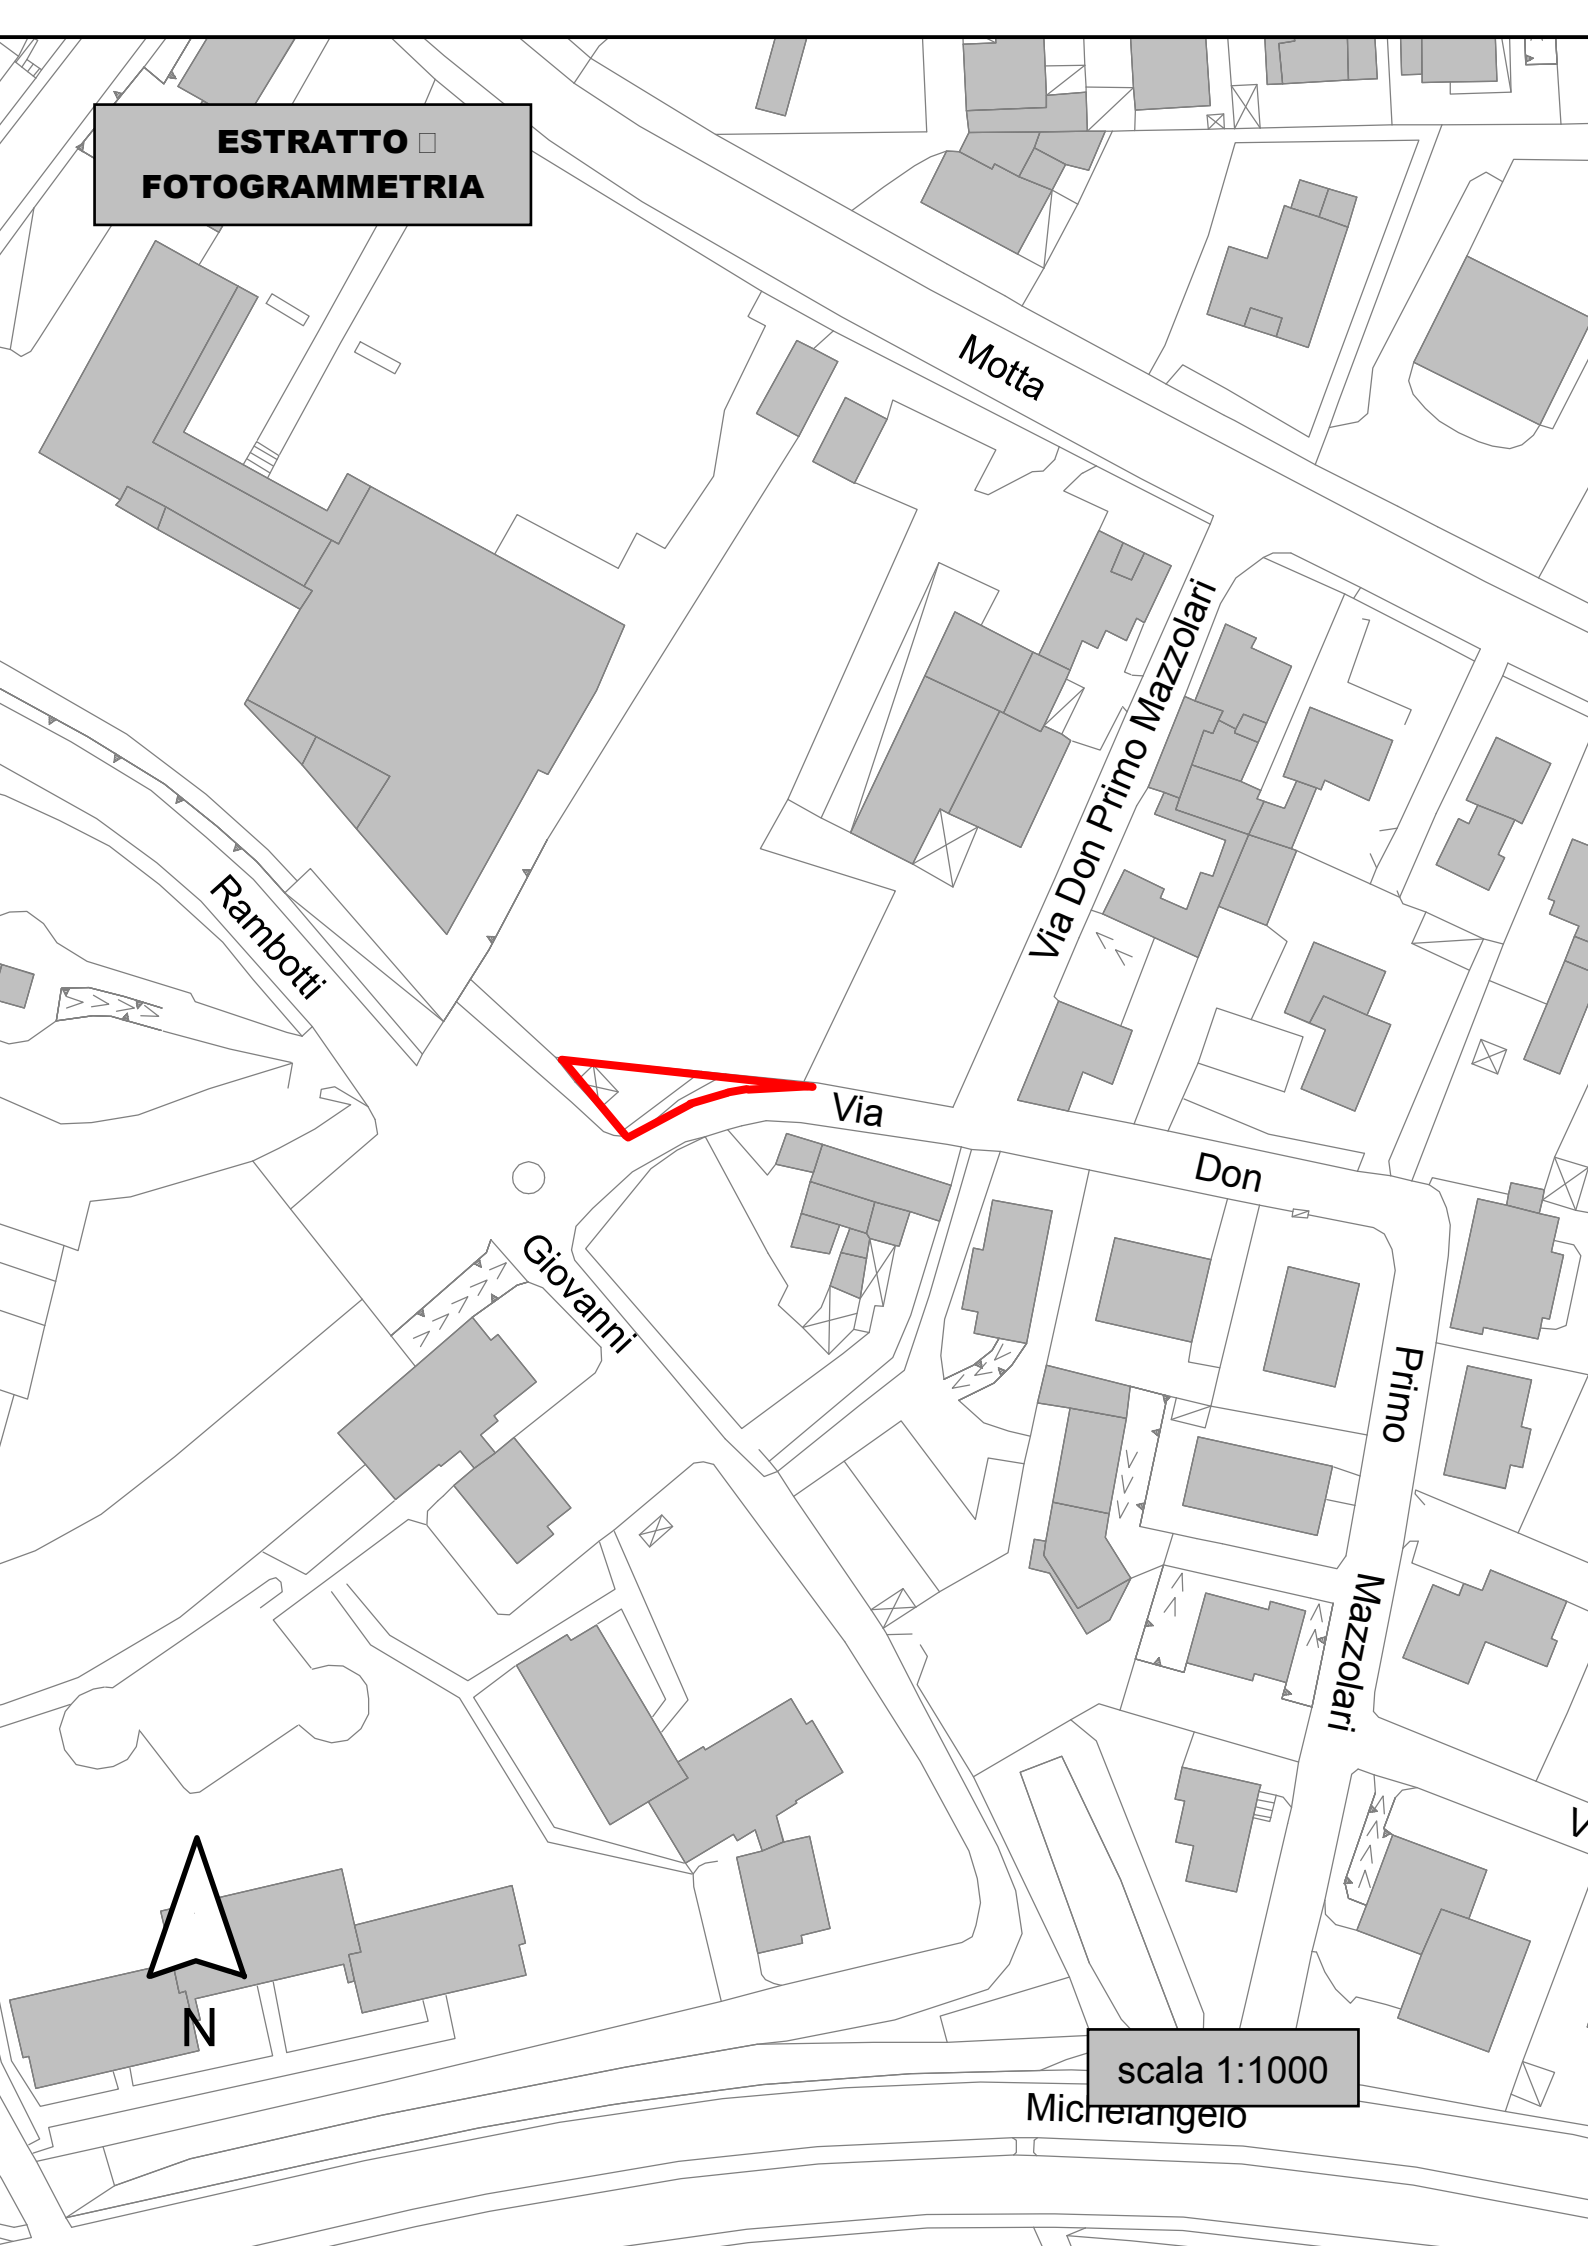 ESTRATTO
FOTOGRAMMETRIA
Motta
Via Don Primo Mazzolari
Rambotti
Via
Don
Giovanni
Primo
Mazzolari
V
N
scala 1:1000
Michelangelo